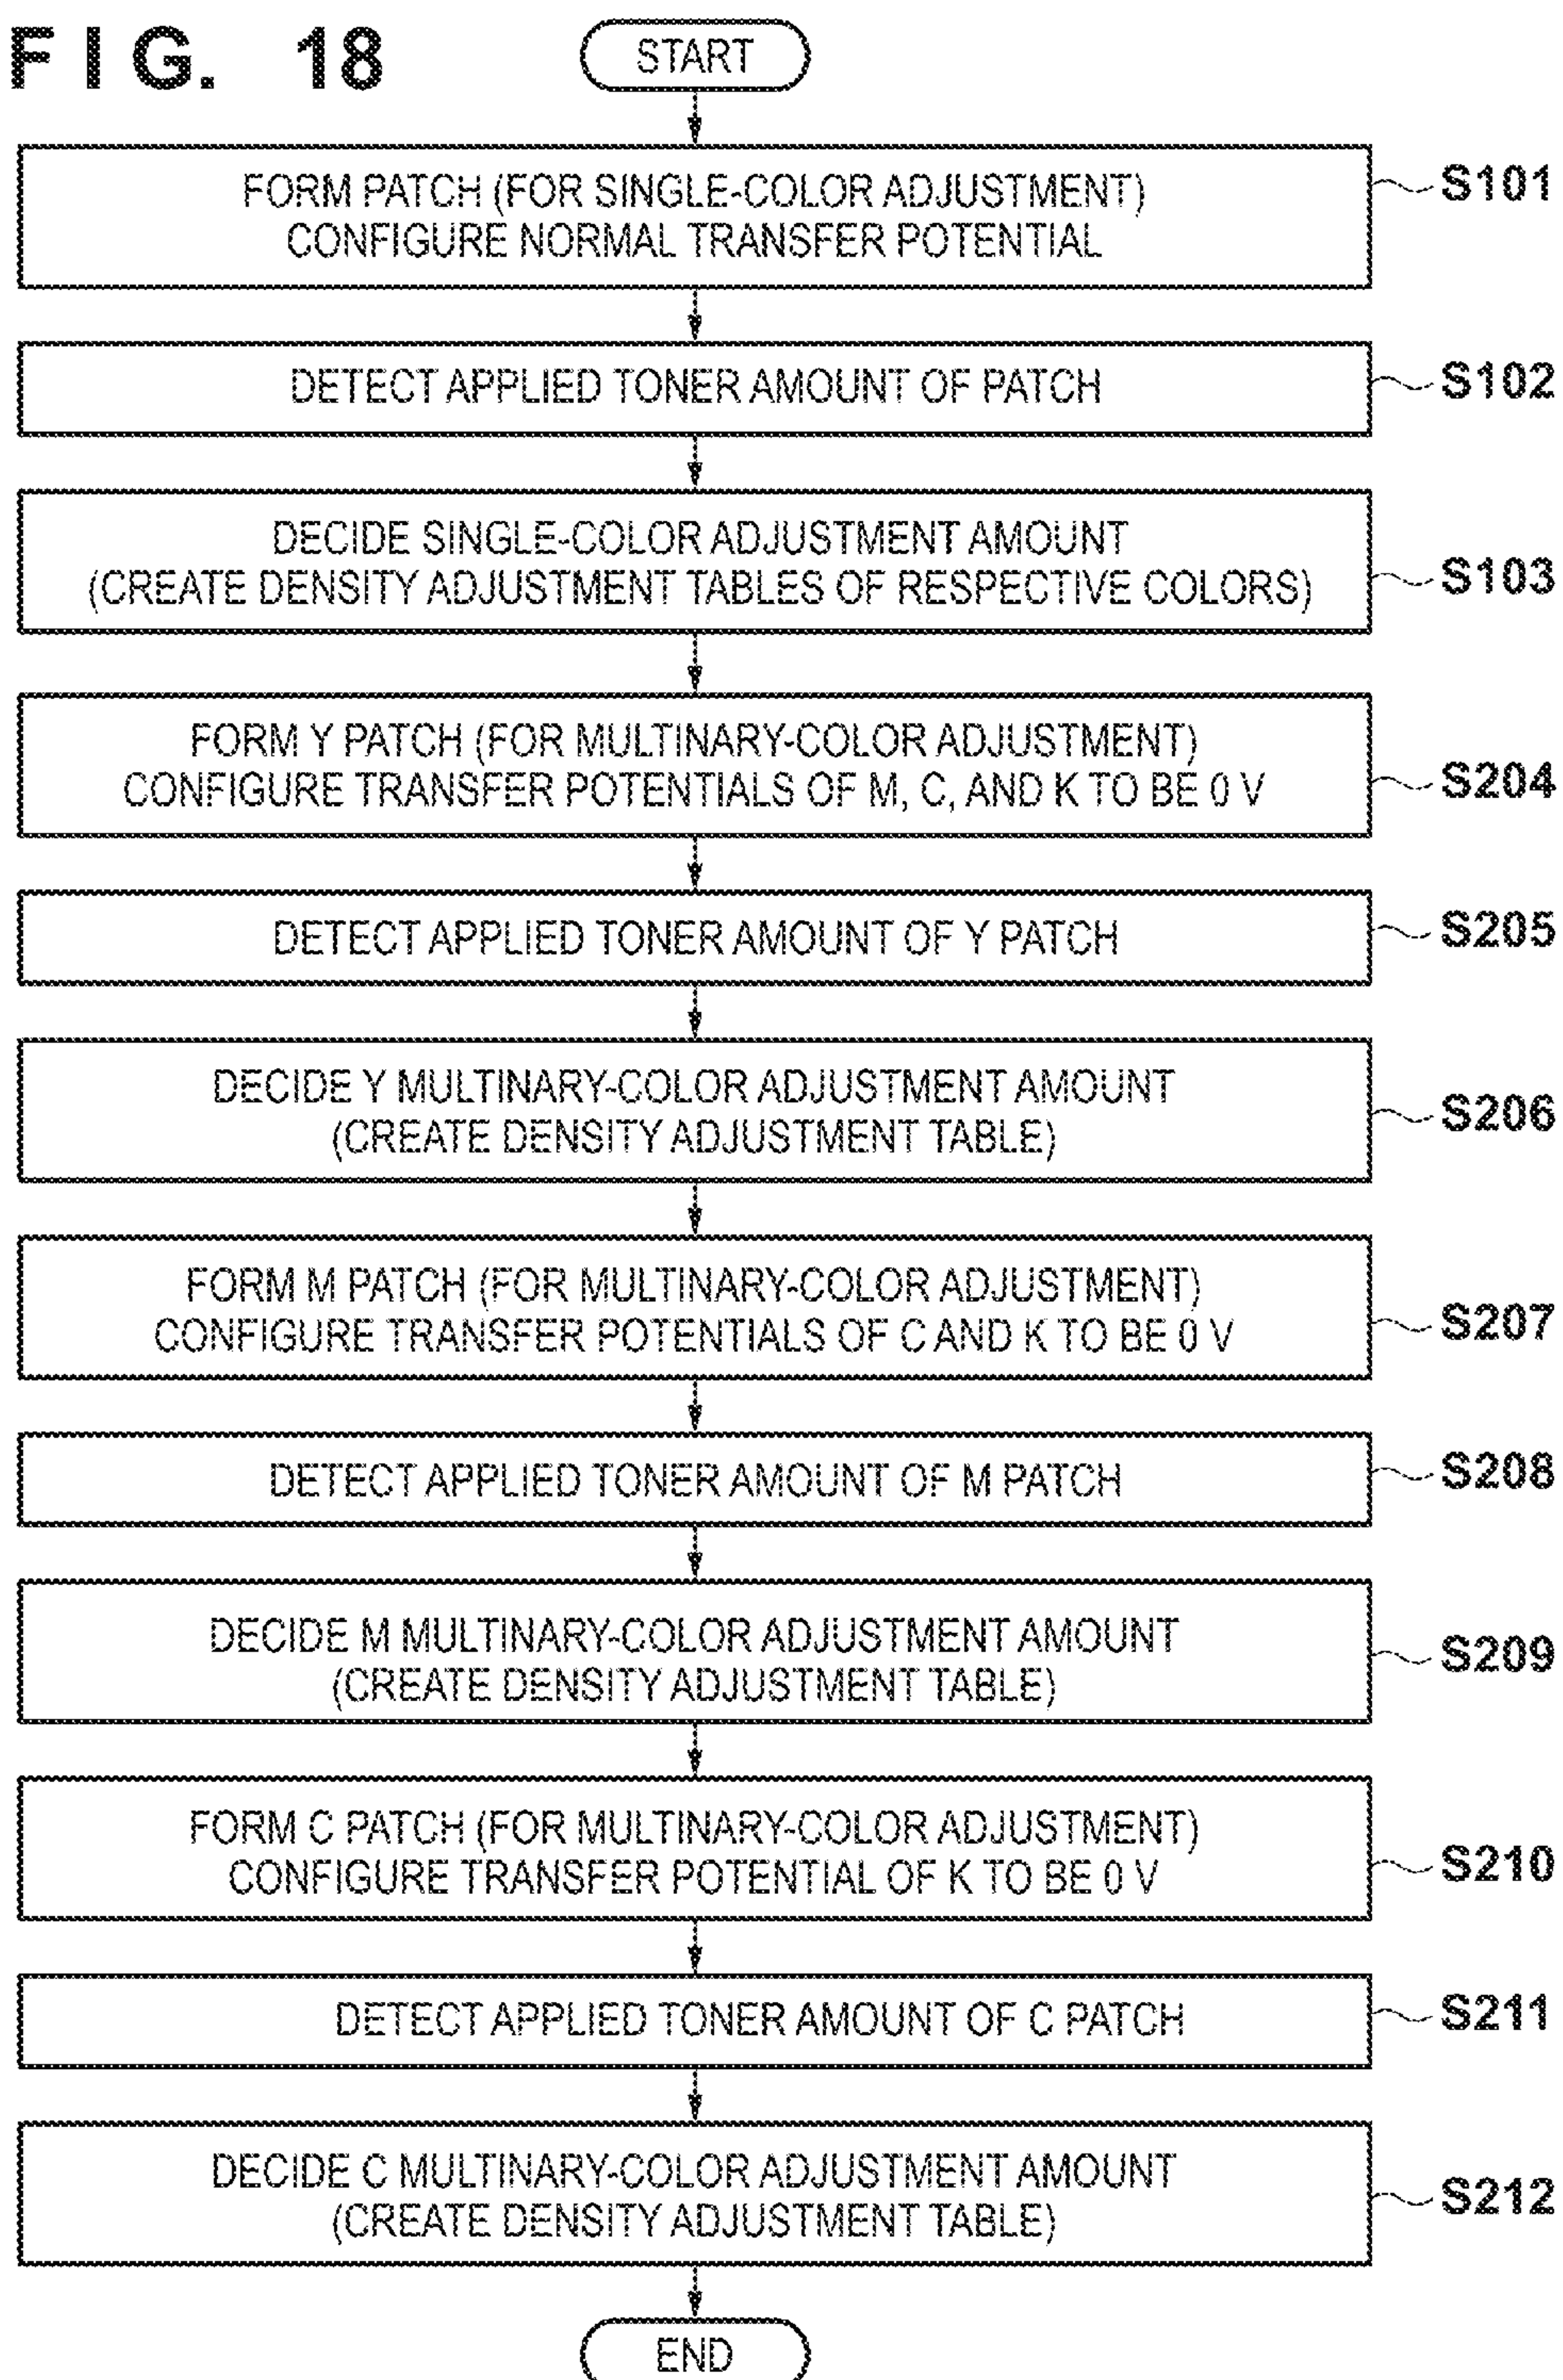 FIG. 18
START
FORM PATCH (FOR SINGLE-COLOR ADJUSTMENT)
CONFIGURE NORMAL TRANSFER POTENTIAL
S101
DETECT APPLIED TONER AMOUNT OF PATCH
S102
DECIDE SINGLE-COLOR ADJUSTMENT AMOUNT
(CREATE DENSITY ADJUSTMENT TABLES OF RESPECTIVE COLORS)
S103
FORM Y PATCH (FOR MULTINARY-COLOR ADJUSTMENT)
CONFIGURE TRANSFER POTENTIALS OF M, C, AND K TO BE 0 V
S204
DETECT APPLIED TONER AMOUNT OF Y PATCH
S205
DECIDE Y MULTINARY-COLOR ADJUSTMENT AMOUNT
(CREATE DENSITY ADJUSTMENT TABLE)
S206
FORM M PATCH (FOR MULTINARY-COLOR ADJUSTMENT)
CONFIGURE TRANSFER POTENTIALS OF C AND K TO BE 0 V
S207
DETECT APPLIED TONER AMOUNT OF M PATCH
S208
DECIDE M MULTINARY-COLOR ADJUSTMENT AMOUNT
(CREATE DENSITY ADJUSTMENT TABLE)
S209
FORM C PATCH (FOR MULTINARY-COLOR ADJUSTMENT)
CONFIGURE TRANSFER POTENTIAL OF K TO BE 0 V
S210
DETECT APPLIED TONER AMOUNT OF C PATCH
S211
DECIDE C MULTINARY-COLOR ADJUSTMENT AMOUNT
(CREATE DENSITY ADJUSTMENT TABLE)
S212
END